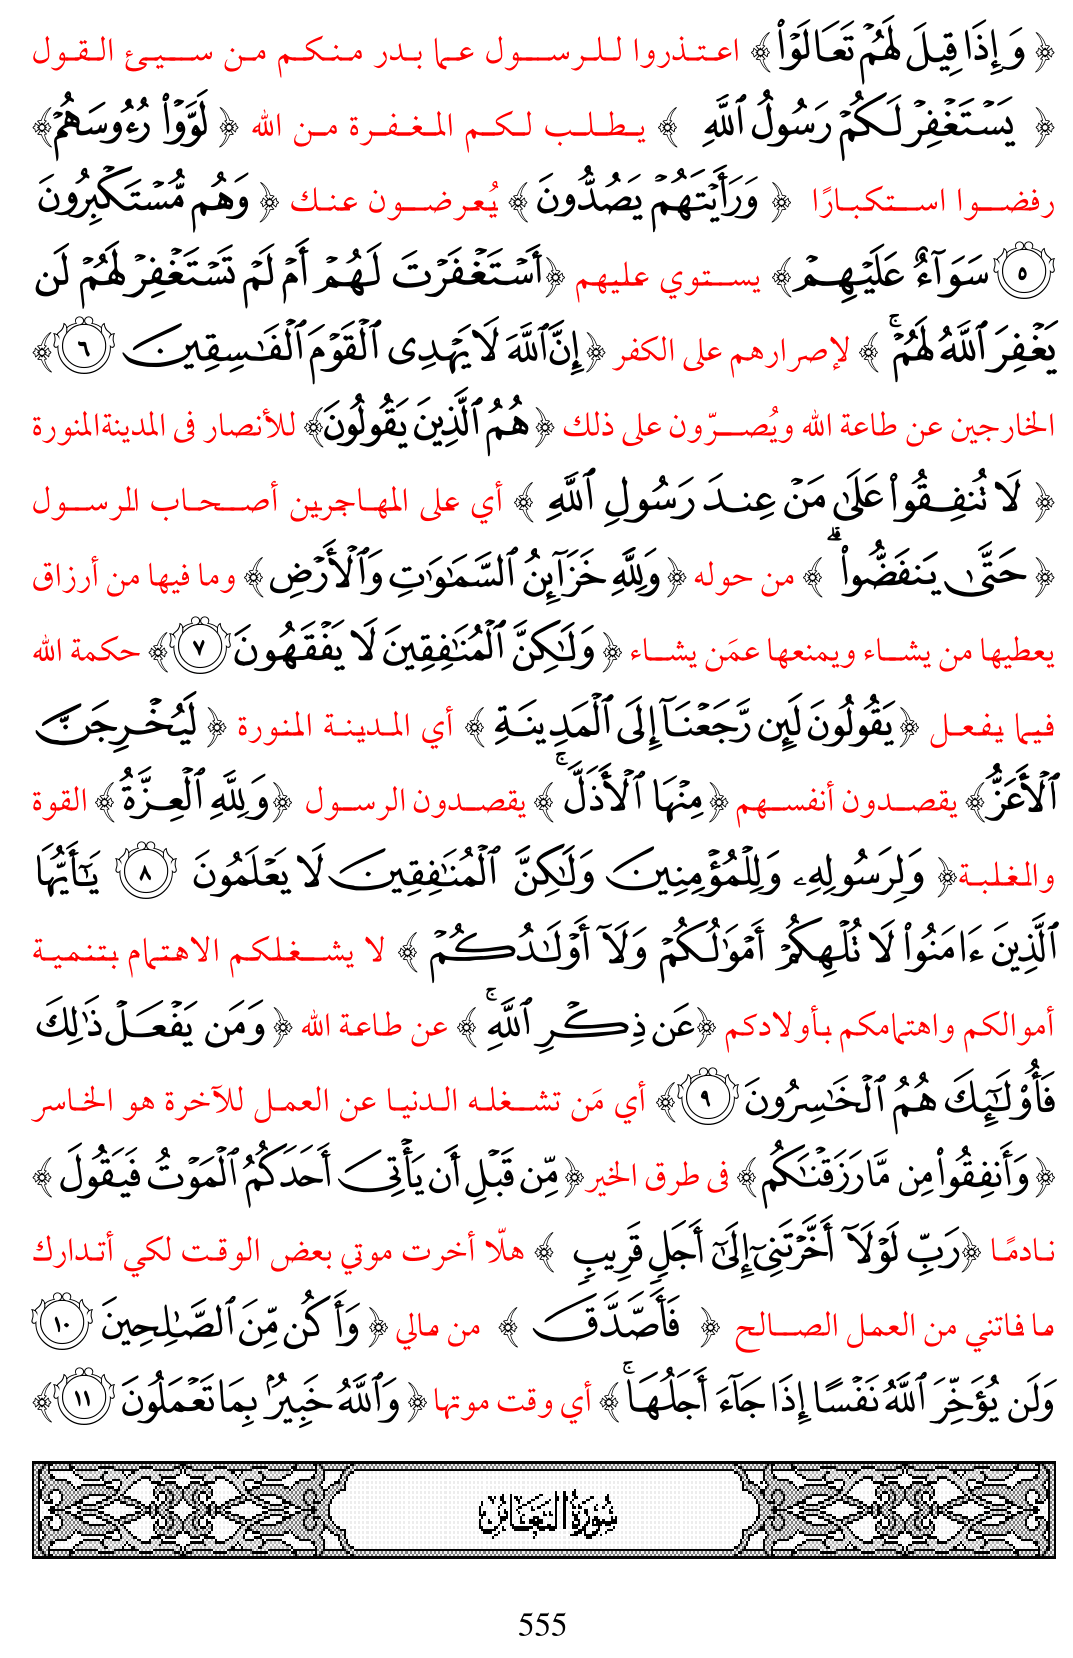 ﴿ وَإِذَا قِيلَ لَهُمۡ تَعَالَوۡاْ ﴾ اعتذروا للرسول عما بدر منكم من سيئ القول
﴿ يَسۡتَغۡفِرۡ لَكُمۡ رَسُولُ ٱللَّهِ ﴾ يطلب لكم المغفرة من الله ﴿ لَوَّوۡاْ رُءُوسَهُمۡ﴾
رفضوا استكبارًا ﴿ وَرَأَيۡتَهُمۡ يَصُدُّونَ ﴾ يُعرضون عنك ﴿ وَهُم مُّسۡتَكۡبِرُونَ
٥ سَوَآءٌ عَلَيۡهِمۡ﴾ يستوي عليهم ﴿أَسۡتَغۡفَرۡتَ لَهُمۡ أَمۡ لَمۡ تَسۡتَغۡفِرۡ لَهُمۡ لَن
يَغۡفِرَ ٱللَّهُ لَهُمۡۚ ﴾ لإصرارهم على الكفر ﴿إِنَّ ٱللَّهَ لَا يَهۡدِى ٱلۡقَوۡمَ ٱلۡفَٰسِقِينَ ٦ ﴾
الخارجين عن طاعة الله ويُصرّون على ذلك ﴿ هُمُ ٱلَّذِينَ يَقُولُونَ﴾ للأنصار فى المدينة المنورة
﴿ لَا تُنفِقُواْ عَلَىٰ مَنۡ عِندَ رَسُولِ ٱللَّهِ ﴾ أي على المهاجرين أصحاب الرسول
﴿ حَتَّىٰ يَنفَضُّواْۗ ﴾ من حوله ﴿ وَلِلَّهِ خَزَآئِنُ ٱلسَّمَٰوَٰتِ وَٱلۡأَرۡضِ ﴾ وما فيها من أرزاق
يعطيها من يشاء ويمنعها عمَن يشاء ﴿ وَلَٰكِنَّ ٱلۡمُنَٰفِقِينَ لَا يَفۡقَهُونَ ٧ ﴾ حكمة الله
فيما يفعل ﴿ يَقُولُونَ لَئِن رَّجَعۡنَآ إِلَى ٱلۡمَدِينَةِ ﴾ أي المدينة المنورة ﴿ لَيُخۡرِجَنَّ
ٱلۡأَعَزُّ﴾ يقصدون أنفسهم ﴿ مِنۡهَا ٱلۡأَذَلَّۚ ﴾ يقصدون الرسول ﴿وَلِلَّهِ ٱلۡعِزَّةُ﴾ القوة
والغلبة ﴿ وَلِرَسُولِهِۦ وَلِلۡمُؤۡمِنِينَ وَلَٰكِنَّ ٱلۡمُنَٰفِقِينَ لَا يَعۡلَمُونَ ٨ يَٰٓأَيُّهَا
ٱلَّذِينَ ءَامَنُواْ لَا تُلۡهِكُمۡ أَمۡوَٰلُكُمۡ وَلَآ أَوۡلَٰدُكُمۡ ﴾ لا يشغلكم الاهتمام بتنمية
أموالكم واهتمامكم بأولادكم ﴿عَن ذِكۡرِ ٱللَّهِۚ ﴾ عن طاعة الله ﴿ وَمَن يَفۡعَلۡ ذَٰلِكَ
فَأُوْلَٰٓئِكَ هُمُ ٱلۡخَٰسِرُونَ ٩ ﴾ أي مَن تشغله الدنيا عن العمل للآخرة هو الخاسر
﴿ وَأَنفِقُواْ مِن مَّا رَزَقۡنَٰكُم﴾ فى طرق الخير ﴿ مِّن قَبۡلِ أَن يَأۡتِىَ أَحَدَكُمُ ٱلۡمَوۡتُ فَيَقُولَ ﴾
نادمًا ﴿رَبِّ لَوۡلَآ أَخَّرۡتَنِىٓ إِلَىٰٓ أَجَلٍ قَرِيبٍ ﴾ هلّا أخرت موتي بعض الوقت لكي أتدارك
ما فاتني من العمل الصالح ﴿ فَأَصَّدَّقَ ﴾ من مالي ﴿ وَأَكُن مِّنَ ٱلصَّٰلِحِينَ ١٠
وَلَن يُؤَخِّرَ ٱللَّهُ نَفۡسًا إِذَا جَآءَ أَجَلُهَاۚ ﴾ أي وقت موتها ﴿ وَٱللَّهُ خَبِيرُۢ بِمَا تَعۡمَلُونَ ١١ ﴾
سُورَةُ التغَابُن
555